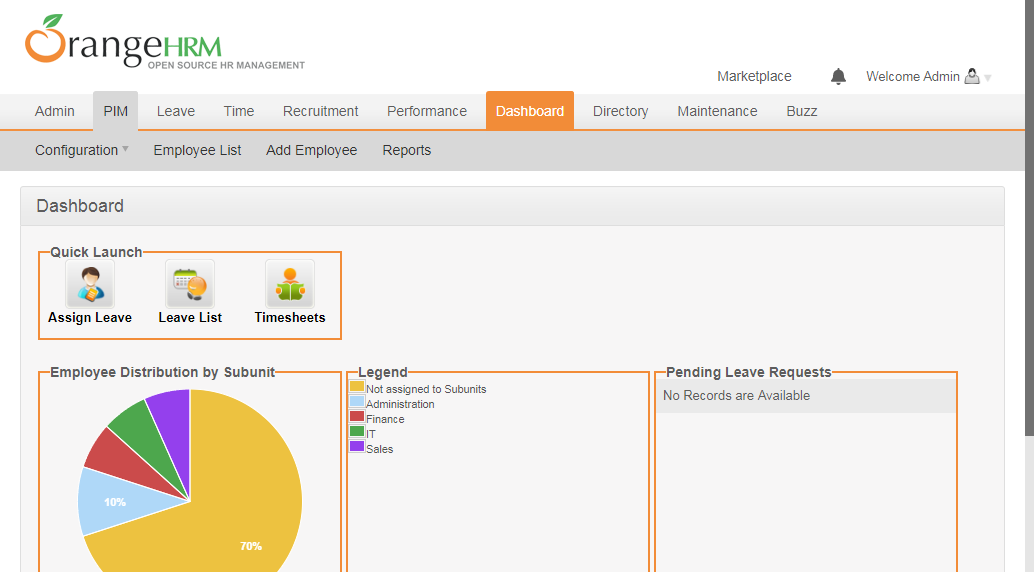 OrangeHRM
OPEN SOURCE HR MANAGEMENT
Marketplace Welcome Admin
Admin PIM Leave Time Recruitment Performance Dashboard Directory Maintenance Buzz
Configuration Employee List Add Employee Reports
Dashboard
Quick Launch
Assign Leave Leave List Timesheets
Employee Distribution by Subunit
10%
70%
Legend
Not assigned to Subunits
Administration
Finance
IT
Sales
Pending Leave Requests
No Records are Available